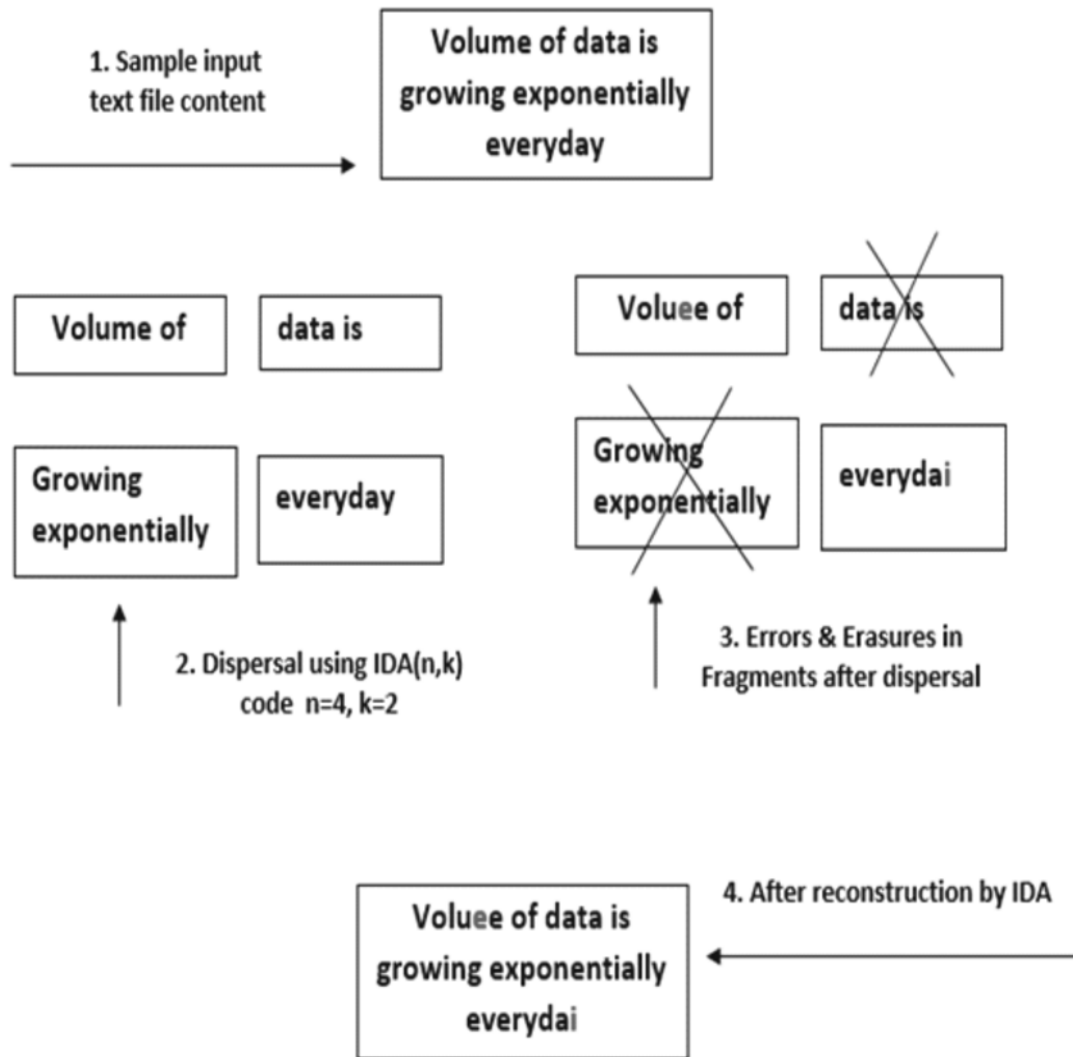 1. Sample input
text file content
Volume of data is
growing exponentially
everyday
Volume of
data is
Growing
exponentially
everyday
2. Dispersal using IDA(n,k)
code n=4, k=2
Voluee of
data is
Growing
exponentially
everydai
3. Errors & Erasures in
Fragments after dispersal
4. After reconstruction by IDA
Voluee of data is
growing exponentially
everydai